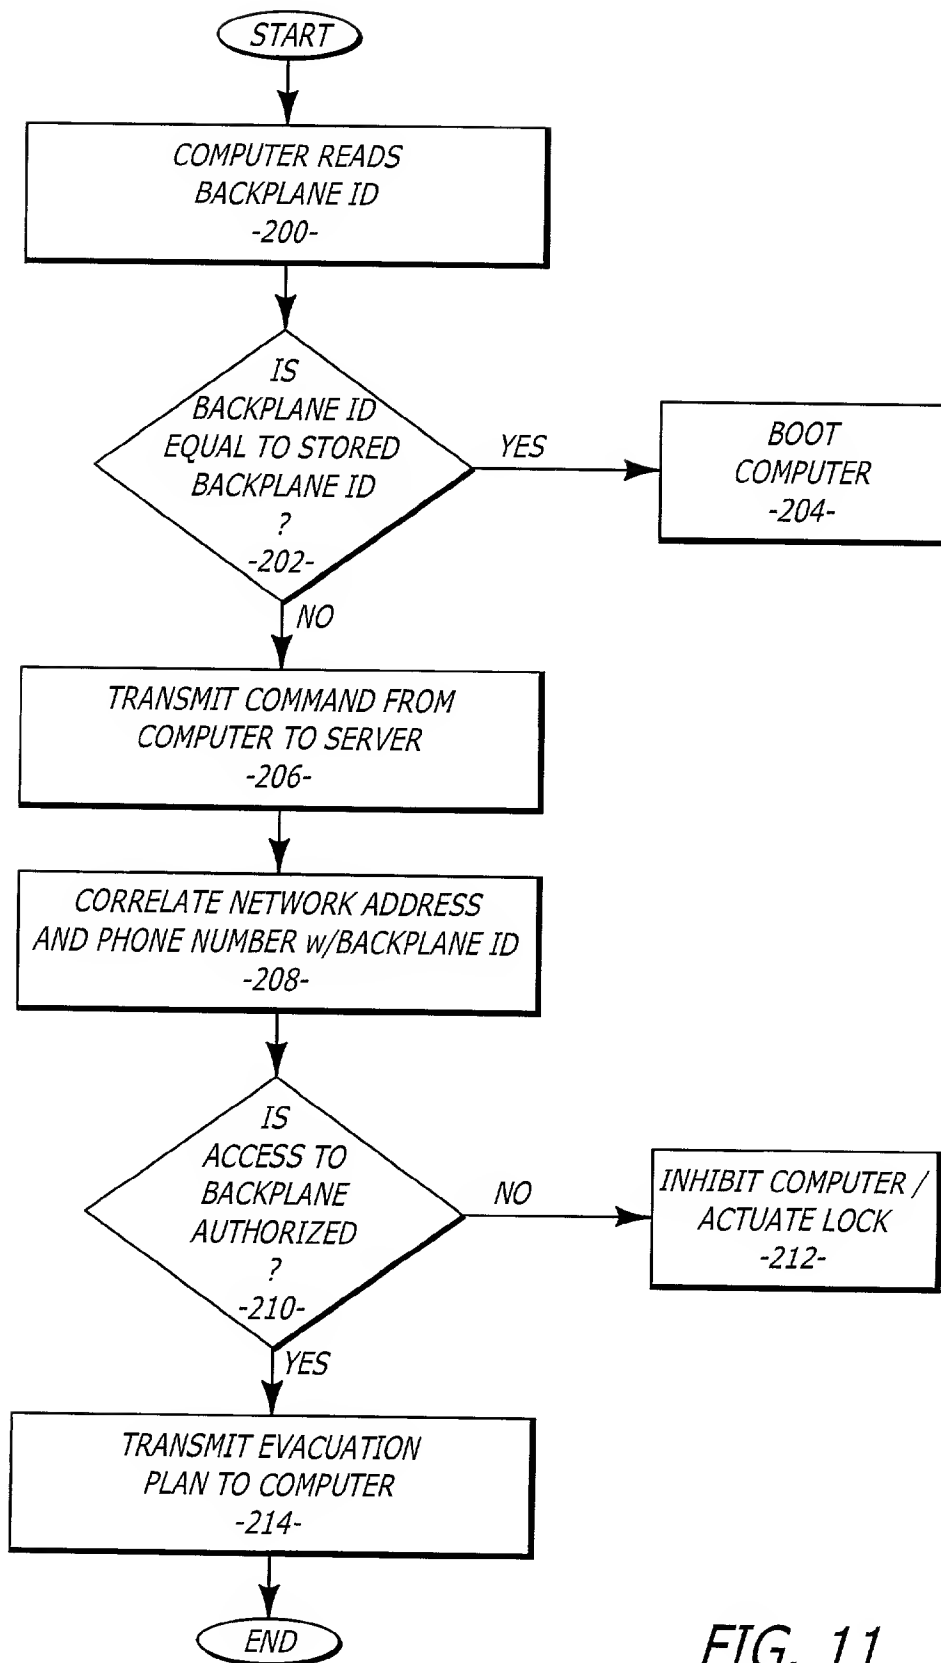 START
COMPUTER READS
BACKPLANE ID
-200-
IS
BACKPLANE ID
EQUAL TO STORED
BACKPLANE ID
?
-202-
YES
BOOT
COMPUTER
-204-
NO
TRANSMIT COMMAND FROM
COMPUTER TO SERVER
-206-
CORRELATE NETWORK ADDRESS
AND PHONE NUMBER w/BACKPLANE ID
-208-
IS
ACCESS TO
BACKPLANE
AUTHORIZED
?
-210-
NO
INHIBIT COMPUTER /
ACTUATE LOCK
-212-
YES
TRANSMIT EVACUATION
PLAN TO COMPUTER
-214-
END
FIG. 11